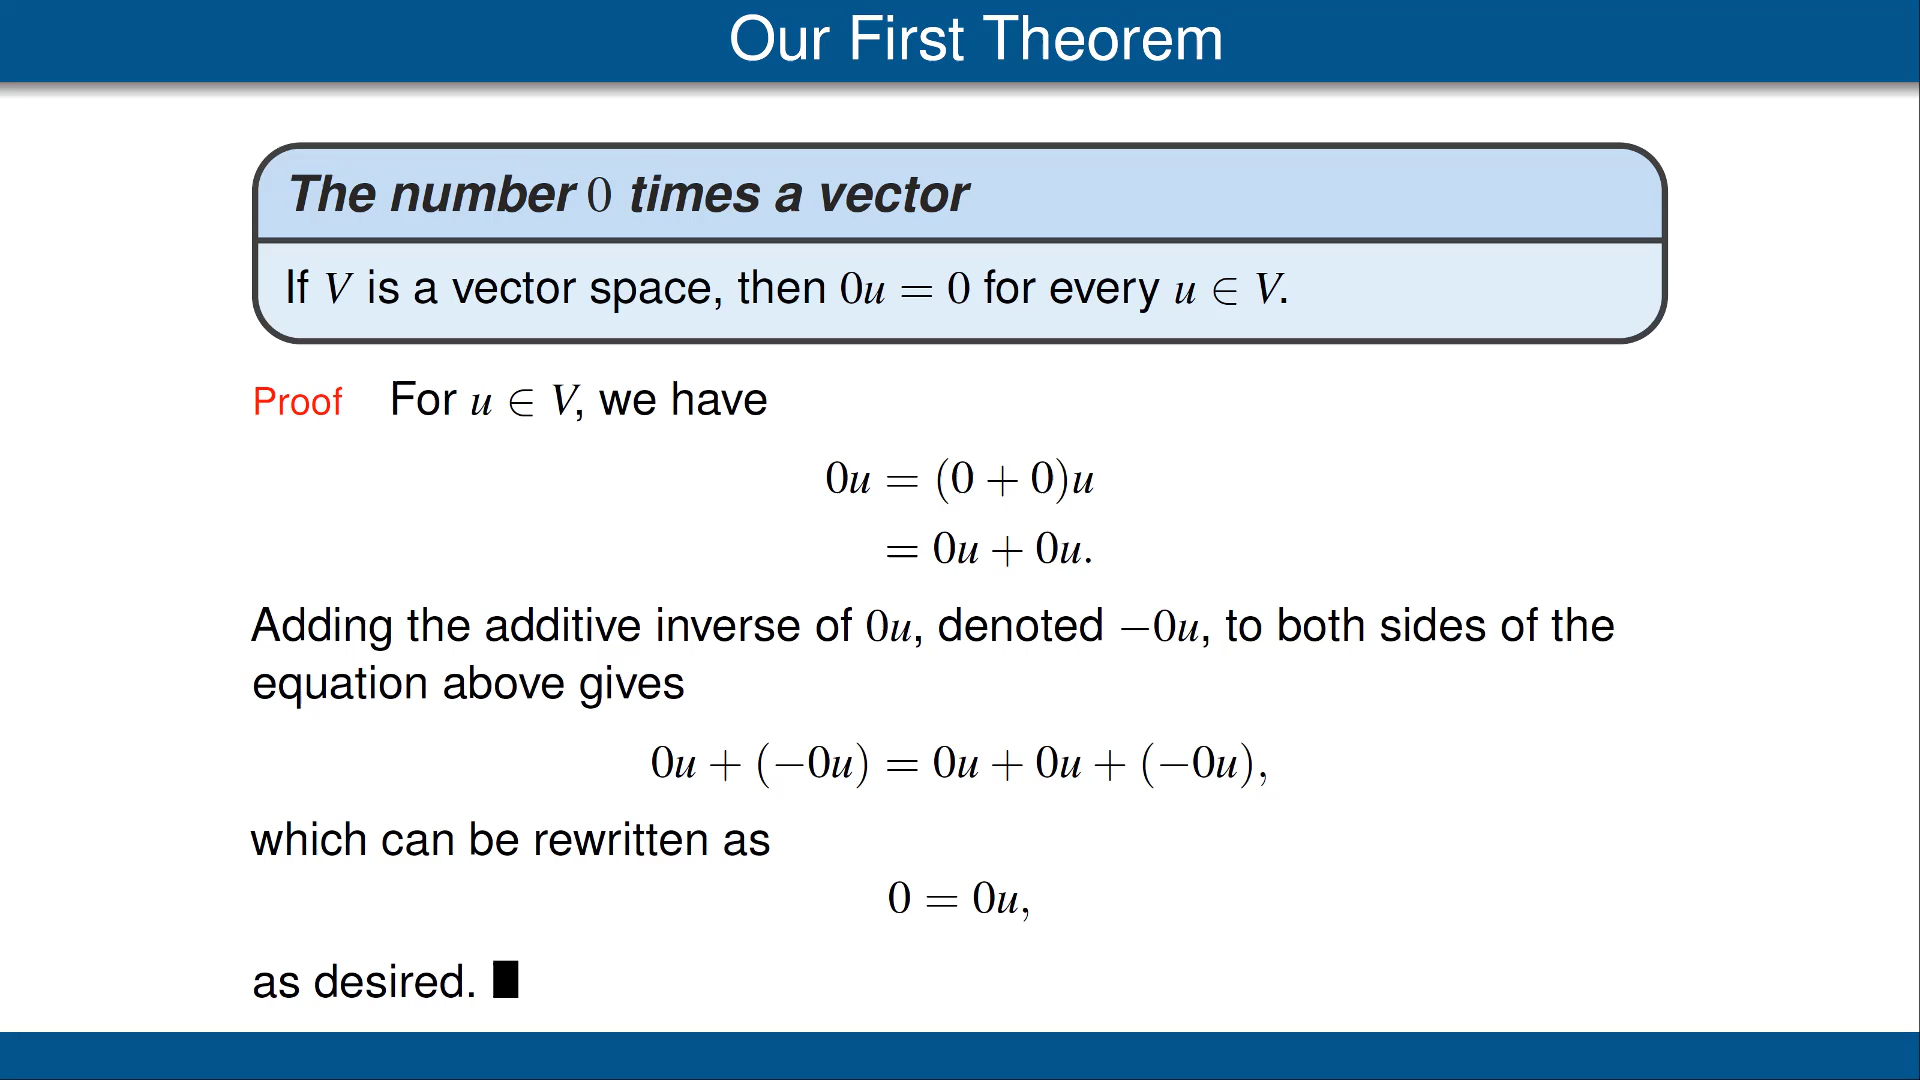 Our First Theorem
The number 0 times a vector
If V is a vector space, then 0u = 0 for every u ∈ V.
Proof For u ∈ V, we have
0u = (0 + 0)u
= 0u + 0u.
Adding the additive inverse of 0u, denoted −0u, to both sides of the
equation above gives
0u + (−0u) = 0u + 0u + (−0u),
which can be rewritten as
0 = 0u,
as desired. ■